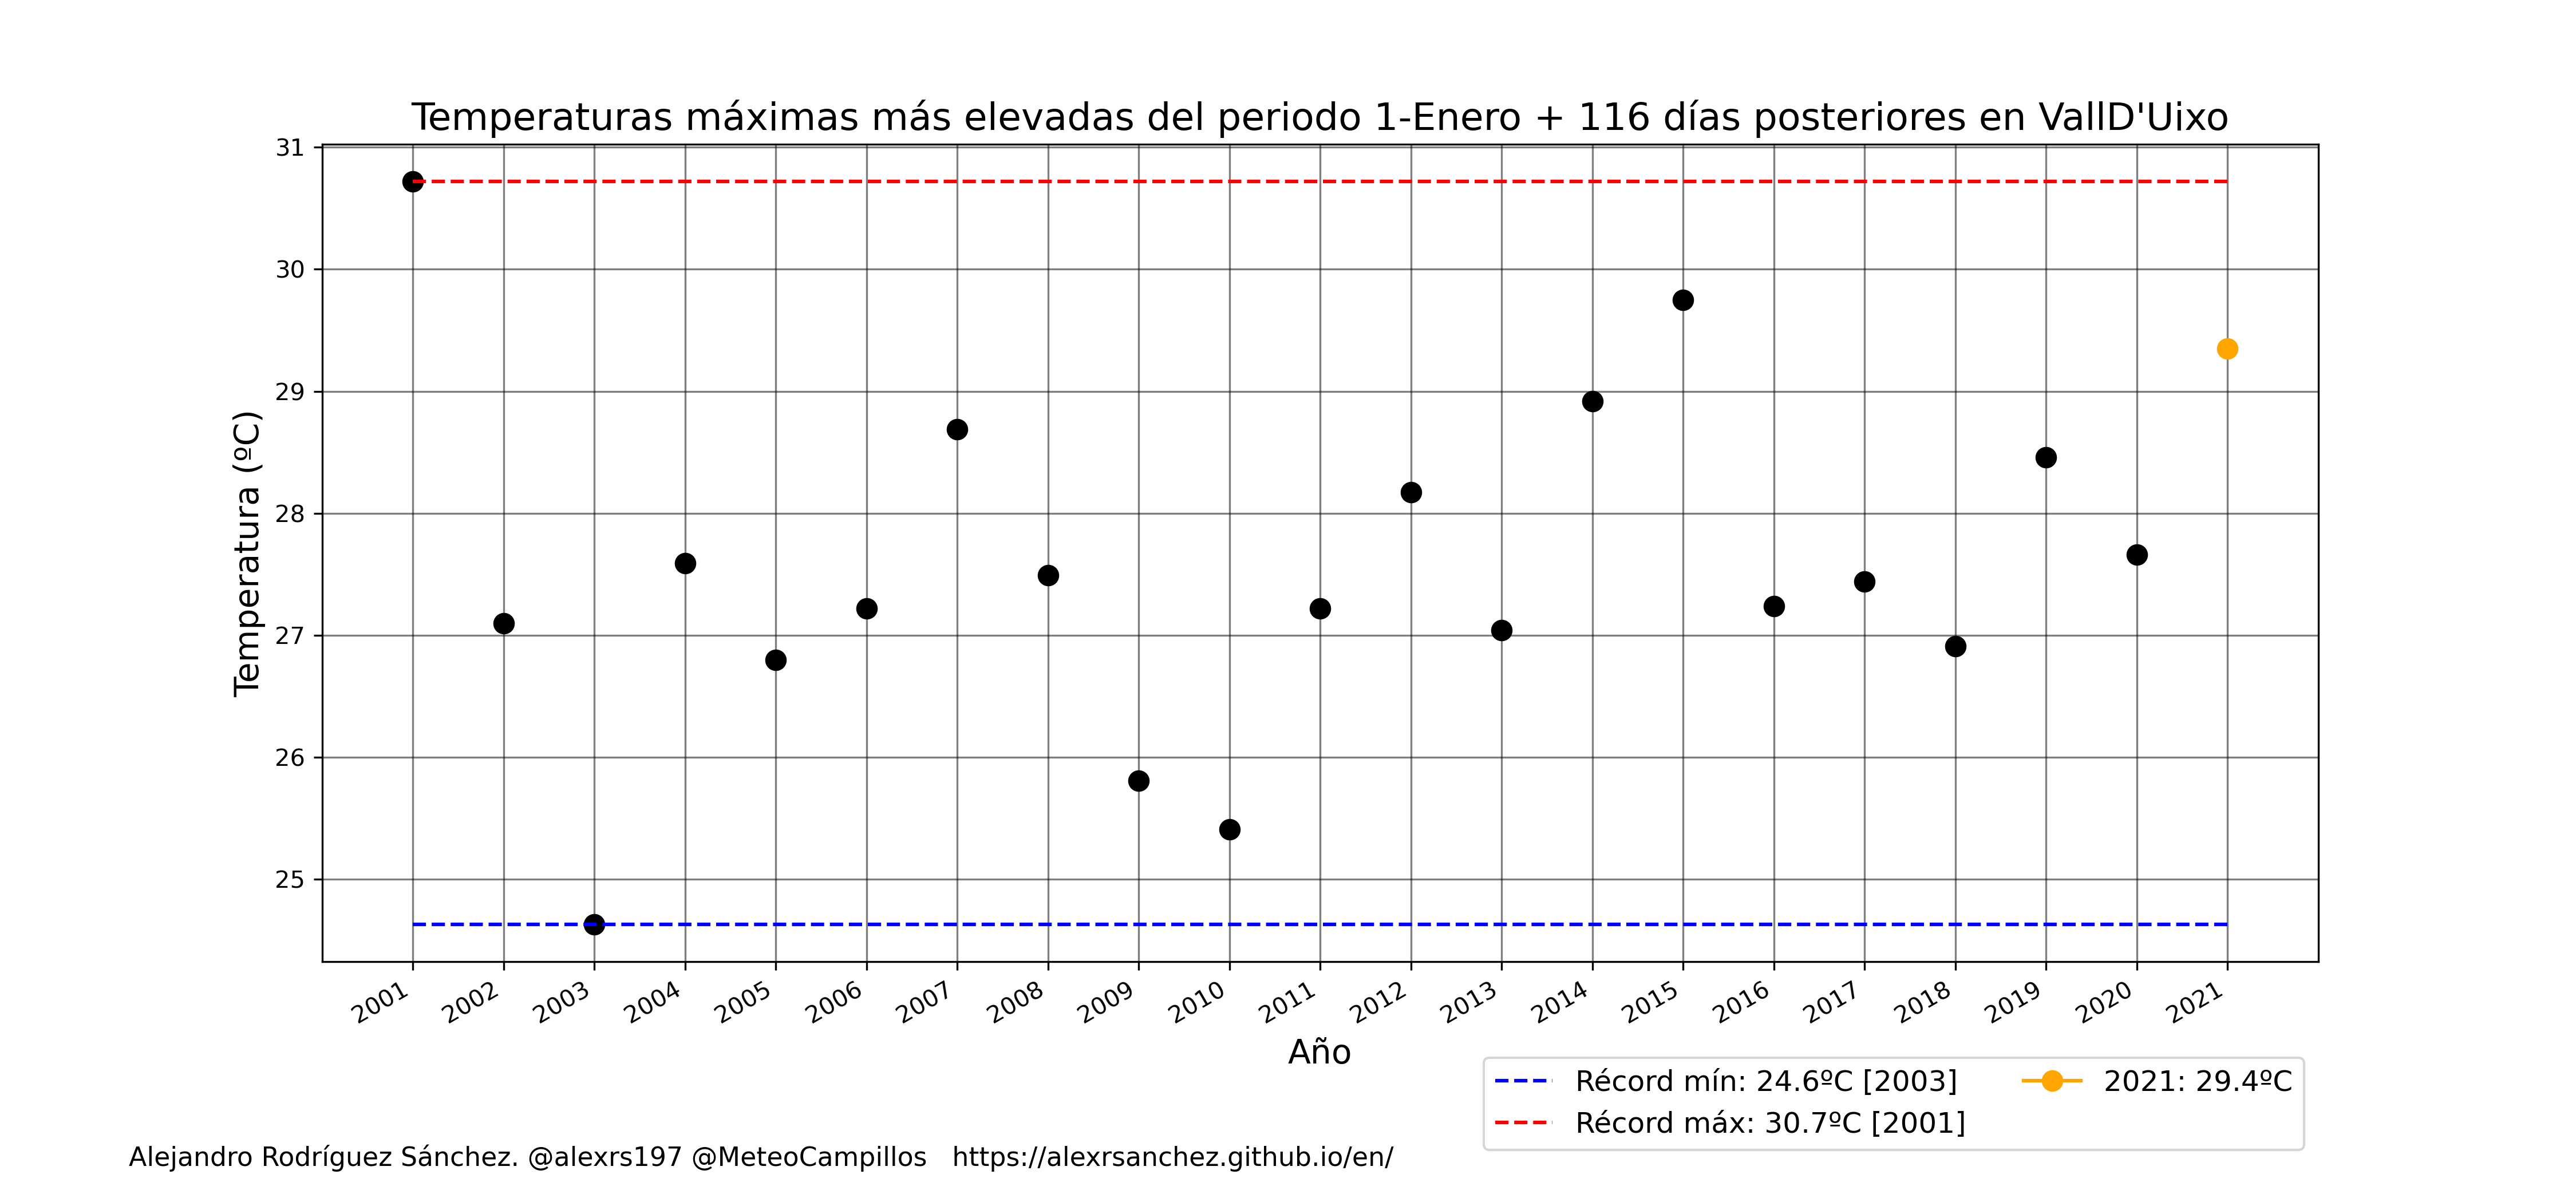 Temperaturas máximas más elevadas del periodo 1-Enero + 116 días posteriores en VallD'Uixo
Temperatura (ºC)
31
30
29
28
27
26
25
2001 2002 2003 2004 2005 2006 2007 2008 2009 2010 2011 2012 2013 2014 2015 2016 2017 2018 2019 2020 2021
Año
Récord mín: 24.6ºC [2003]
Récord máx: 30.7ºC [2001]
2021: 29.4ºC
Alejandro Rodríguez Sánchez. @alexrs197 @MeteoCampillos https://alexrsanchez.github.io/en/